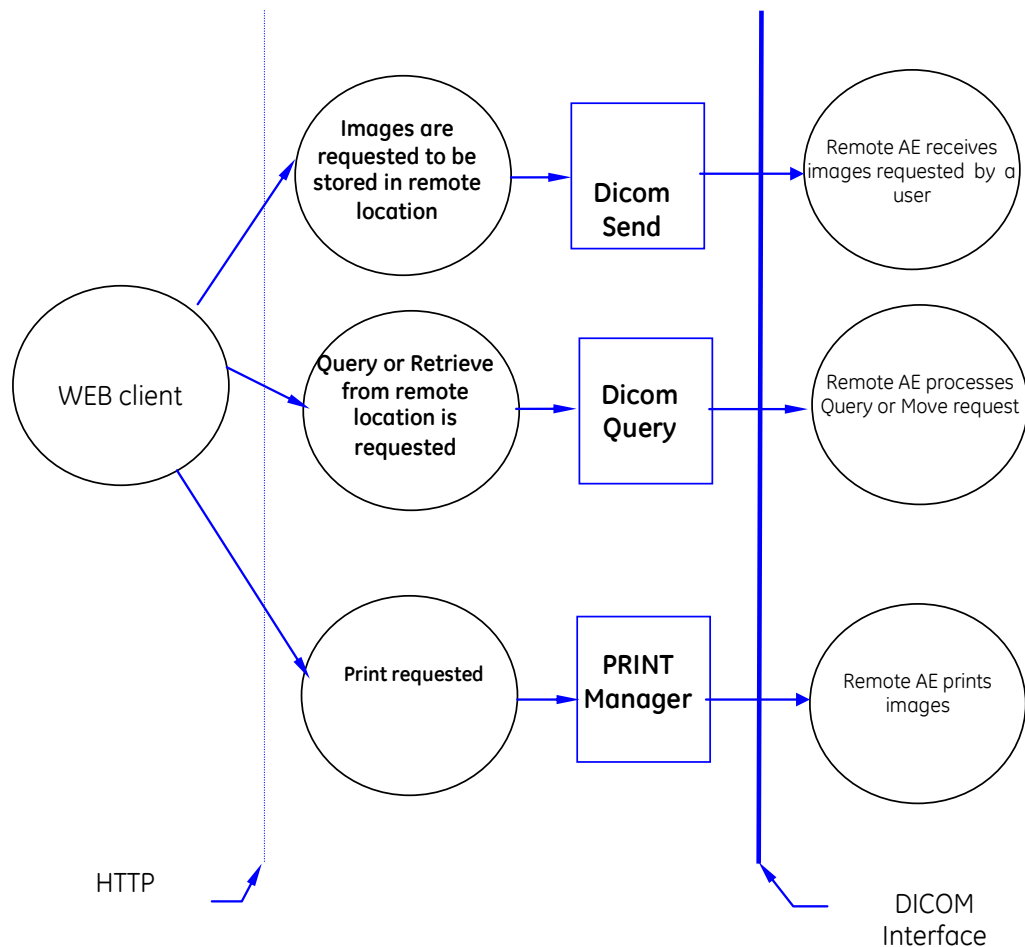 Images are
requested to be
stored in remote
location
Dicom
Send
Remote AE receives
images requested by a
user
WEB client
Query or Retrieve
from remote
location is
requested
Dicom
Query
Remote AE processes
Query or Move request
Print requested
PRINT
Manager
Remote AE prints
images
HTTP
DICOM
Interface